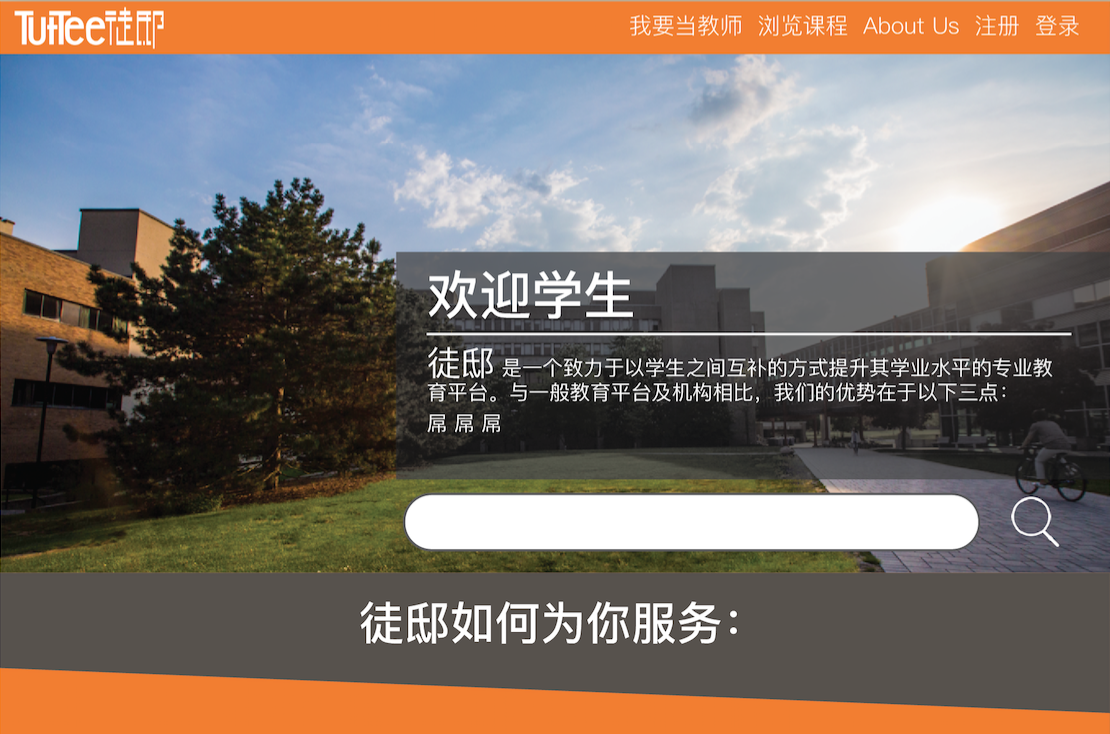 TuTTee徒邸
我要当教师 浏览课程 About Us 注册 登录
欢迎学生
徒邸 是一个致力于以学生之间互补的方式提升其学业水平的专业教
育平台。与一般教育平台及机构相比，我们的优势在于以下三点：
屌 屌 屌
徒邸如何为你服务：